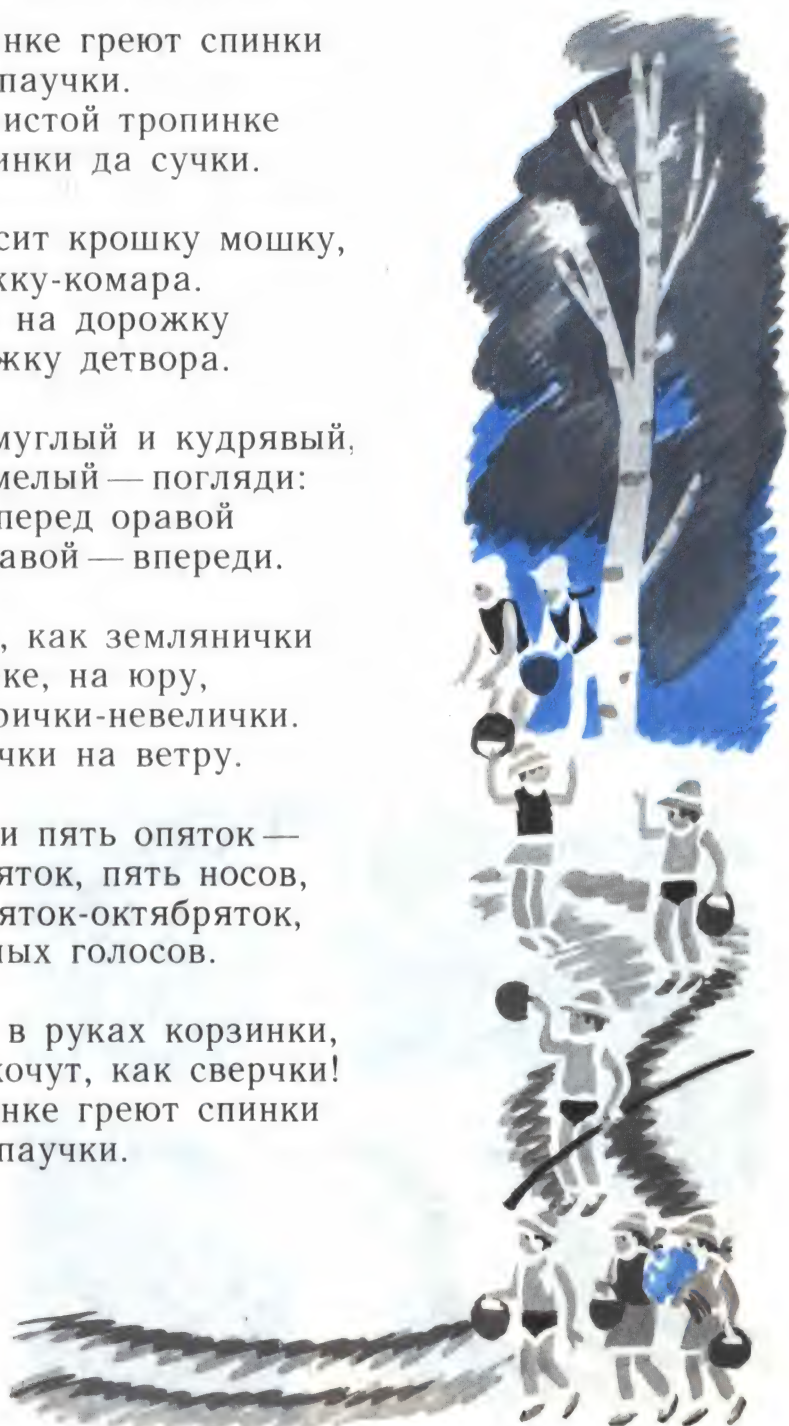 нке греют спинки
паучки.
истой тропинке
инки да сучки.
сит крошку мошку,
кку-комара.
на дорожку
жку детвора.
муглый и кудрявый,
мелый — погляди:
перед оравой
авой — впереди.
, как землянички
ке, на юру,
рички-невелички.
чки на ветру.
и пять опяток —
яток, пять носов,
яток-октябряток,
ных голосов.
в руках корзинки,
кочут, как сверчки!
нке греют спинки
паучки.